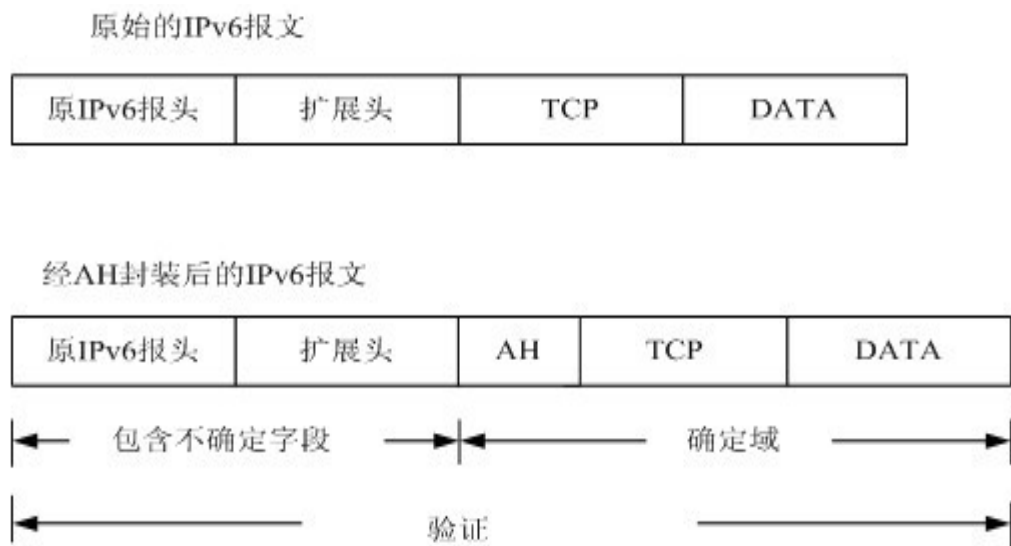 原始的IPv6报文
原IPv6报头 扩展头 TCP DATA
经AH封装后的IPv6报文
原IPv6报头 扩展头 AH TCP DATA
包含不确定字段 确定域
验证